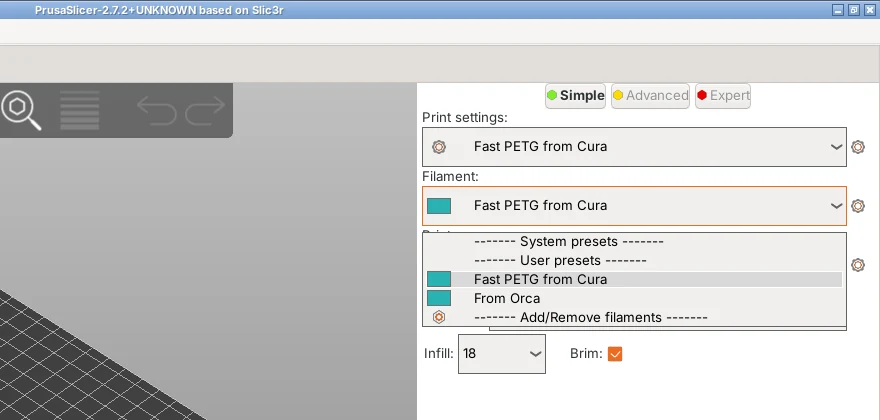 PrusaSlicer-2.7.2+UNKNOWN based on Slic3r
Simple Advanced Expert
Print settings:
Fast PETG from Cura
Filament:
Fast PETG from Cura
------- System presets -------
------- User presets -------
Fast PETG from Cura
From Orca
------- Add/Remove filaments -------
Infill: 18 Brim: